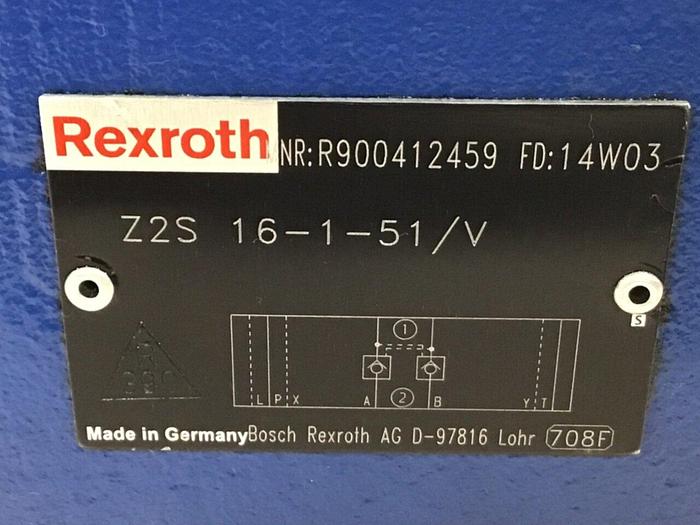 Rexroth NR:R900412459 FD:14W03
Z2S 16-1-51/V
S
1
L P X A 2 B Y T
Made in Germany Bosch Rexroth AG D-97816 Lohr 708F